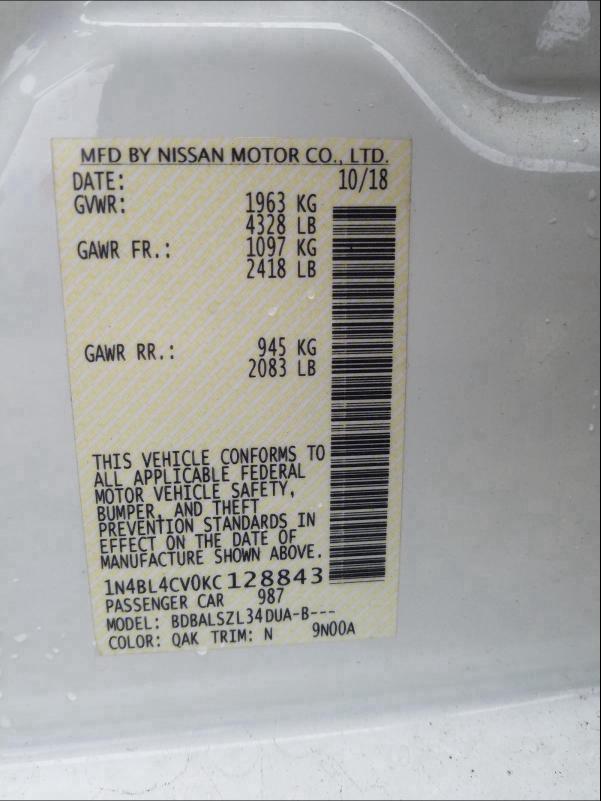 MFD BY NISSAN MOTOR CO., LTD.
DATE: 10/18
GVWR: 1963 KG
4328 LB
GAWR FR.: 1097 KG
2418 LB
GAWR RR.: 945 KG
2083 LB
THIS VEHICLE CONFORMS TO
ALL APPLICABLE FEDERAL
MOTOR VEHICLE SAFETY,
BUMPER, AND THEFT
PREVENTION STANDARDS IN
EFFECT ON THE DATE OF
MANUFACTURE SHOWN ABOVE.
1N4BL4CV0KC128843
PASSENGER CAR 987
MODEL: BDBALSZL34DUA-B---
COLOR: QAK TRIM: N 9N00A